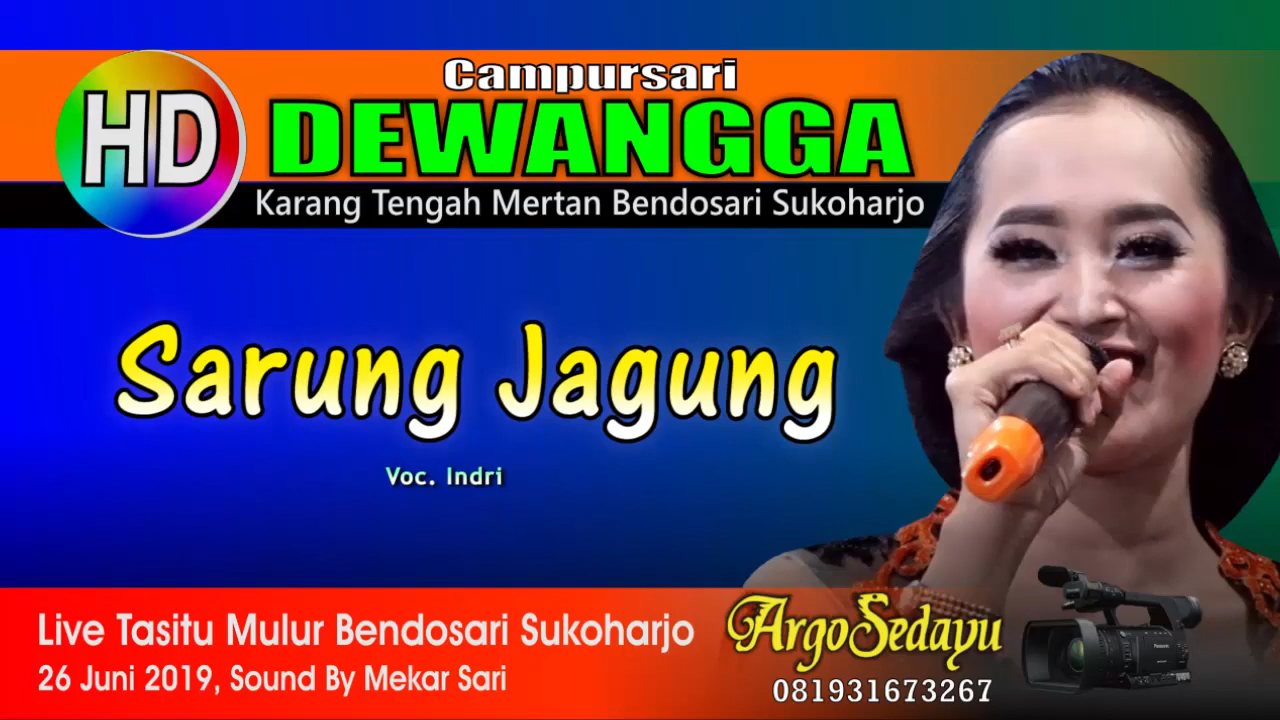 HD
Campursari
DEWANGGA
Karang Tengah Mertan Bendosari Sukoharjo
Sarung Jagung
Voc. Indri
Live Tasitu Mulur Bendosari Sukoharjo
26 Juni 2019, Sound By Mekar Sari
ArgoSedayu
081931673267
Panasonic